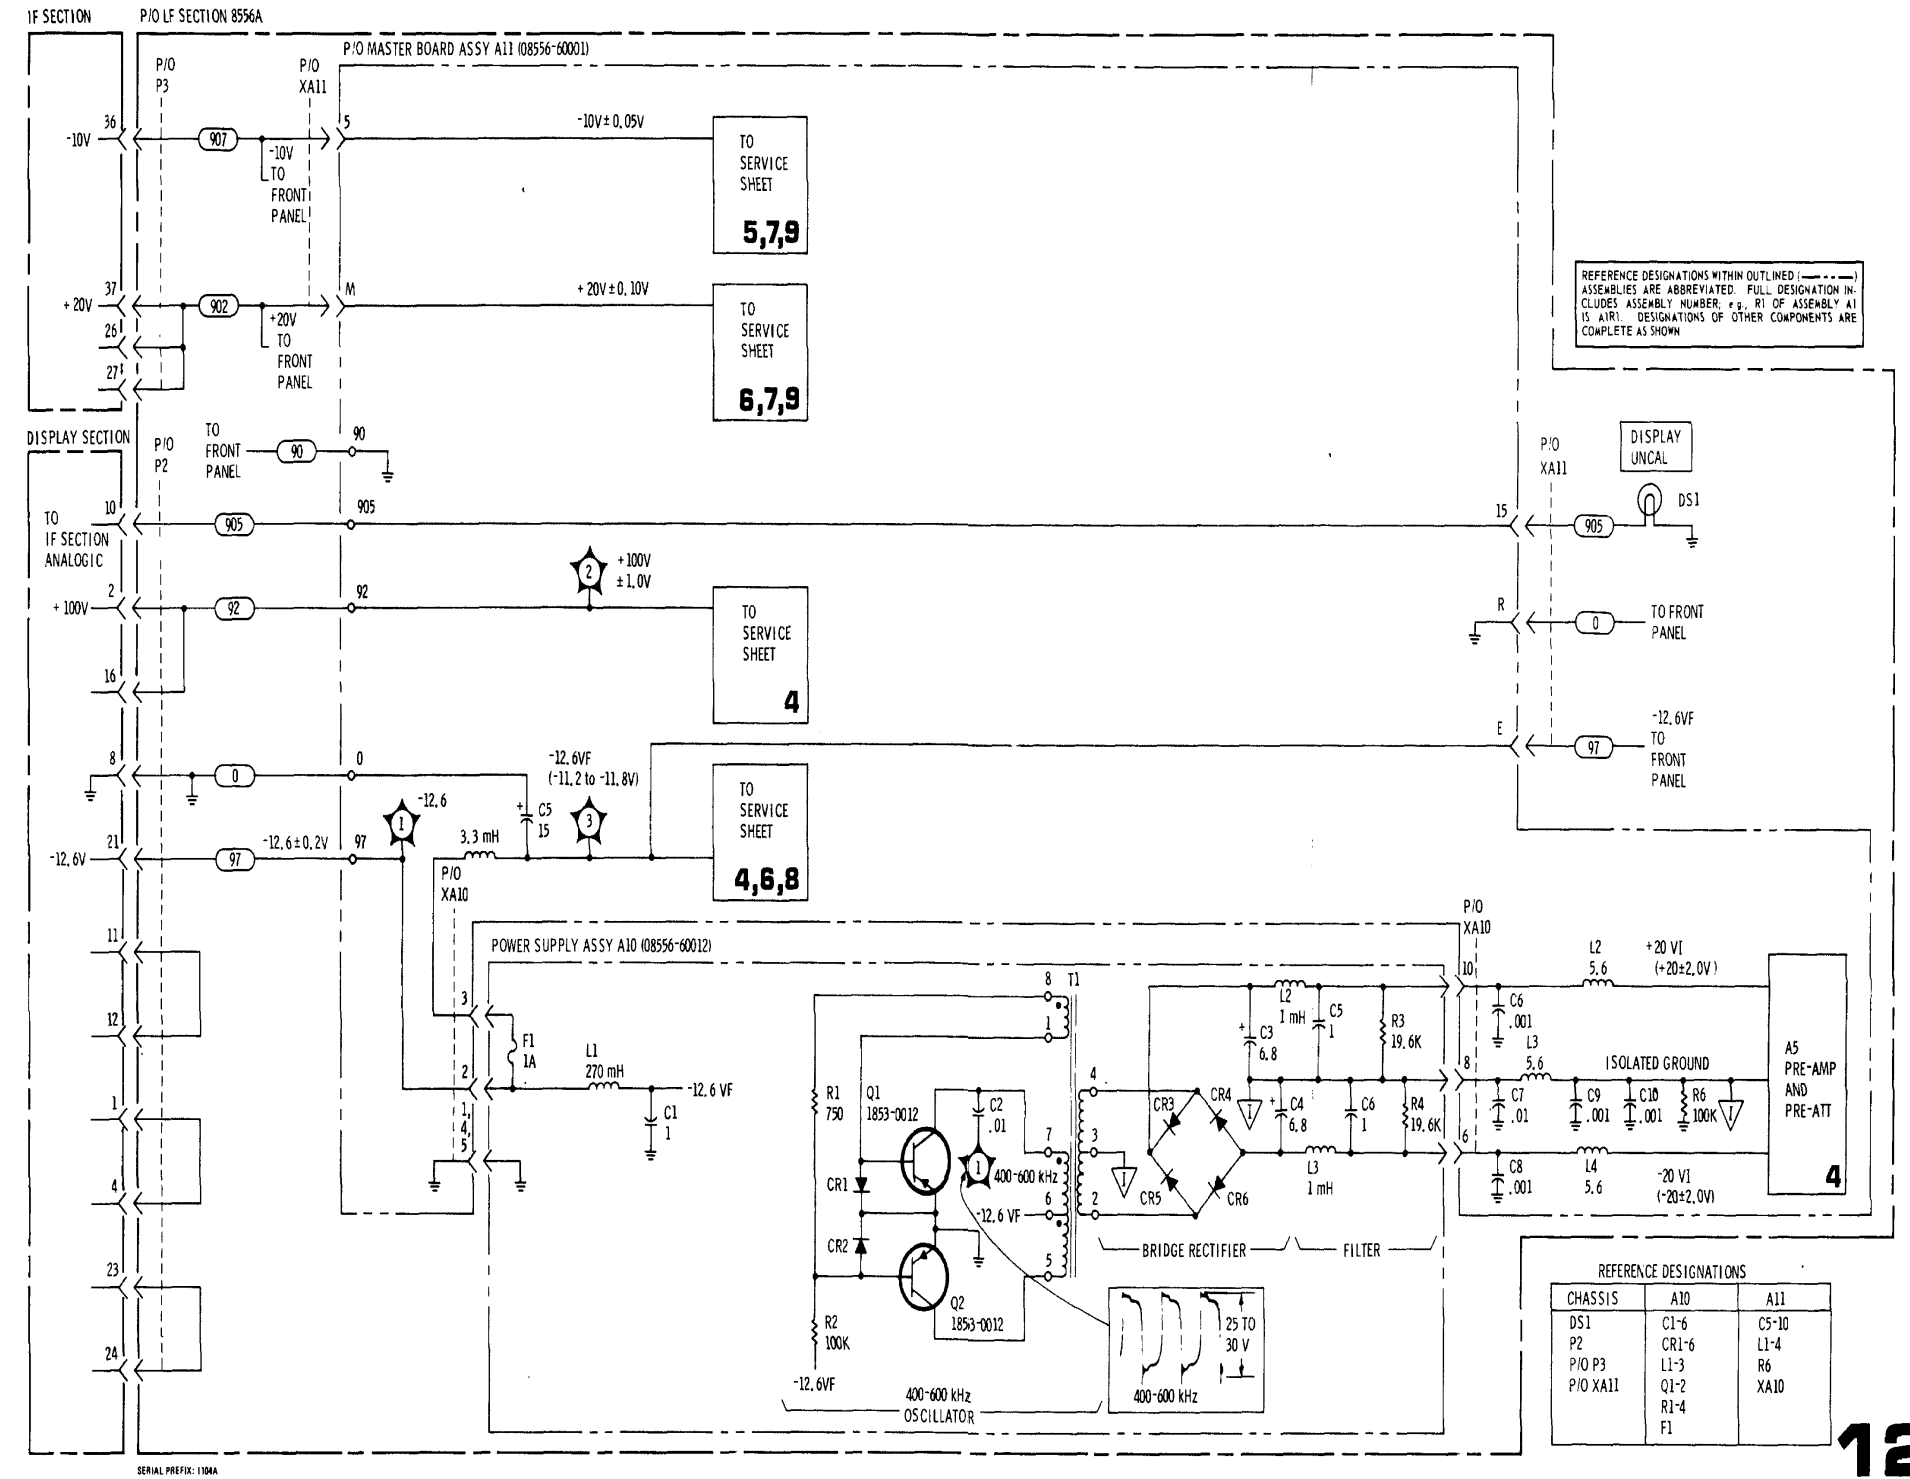 IF SECTION
P/O LF SECTION 8556A
P/O MASTER BOARD ASSY A11 (08556-60001)
P/O
P3
P/O
XA11
36
-10V
907
5
-10V ± 0.05V
-10V
TO
FRONT
PANEL
TO
SERVICE
SHEET
5,7,9
37
+20V
902
M
+20V ± 0.10V
+20V
TO
FRONT
PANEL
26
27
TO
SERVICE
SHEET
6,7,9
REFERENCE DESIGNATIONS WITHIN OUTLINED (—--—)
ASSEMBLIES ARE ABBREVIATED. FULL DESIGNATION IN-
CLUDES ASSEMBLY NUMBER; e.g., R1 OF ASSEMBLY A1
IS A1R1. DESIGNATIONS OF OTHER COMPONENTS ARE
COMPLETE AS SHOWN
DISPLAY SECTION
P/O
P2
TO
FRONT
PANEL
90
90
P/O
XA11
DISPLAY
UNCAL
DS1
TO
IF SECTION
ANALOGIC
10
905
905
15
905
2
+100V
92
92
2
+100V
±1.0V
TO
SERVICE
SHEET
4
16
R
0
TO FRONT
PANEL
E
97
-12.6VF
TO
FRONT
PANEL
8
0
0
-12.6VF
(-11.2 to -11.8V)
C5
15
+
3
TO
SERVICE
SHEET
4,6,8
21
-12.6V
97
-12.6±0.2V
97
1
-12.6
3.3 mH
P/O
XA10
11
12
1
4
23
24
POWER SUPPLY ASSY A10 (08556-60012)
3
F1
1A
2
L1
270 mH
-12.6 VF
C1
1
1,
4,
5
R1
750
Q1
1853-0012
C2
.01
CR1
CR2
1
400-600 kHz
-12.6 VF
Q2
1853-0012
R2
100K
-12.6VF
400-600 kHz
OSCILLATOR
T1
8
1
7
6
5
4
3
2
I
CR3
CR4
CR5
CR6
BRIDGE RECTIFIER
FILTER
+
C3
6.8
L2
1 mH
C5
1
R3
19.6K
I
+
C4
6.8
C6
1
R4
19.6K
L3
1 mH
25 TO
30 V
400-600 kHz
P/O
XA10
10
8
6
C6
.001
L2
5.6
+20 VI
(+20±2.0V)
L3
5.6
ISOLATED GROUND
C7
.01
C9
.001
C10
.001
R6
100K
I
C8
.001
L4
5.6
-20 VI
(-20±2.0V)
A5
PRE-AMP
AND
PRE-ATT
4
REFERENCE DESIGNATIONS
CHASSIS A10 A11
DS1 C1-6 C5-10
P2 CR1-6 L1-4
P/O P3 L1-3 R6
P/O XA11 Q1-2 XA10
R1-4
F1
12
SERIAL PREFIX: 1104A